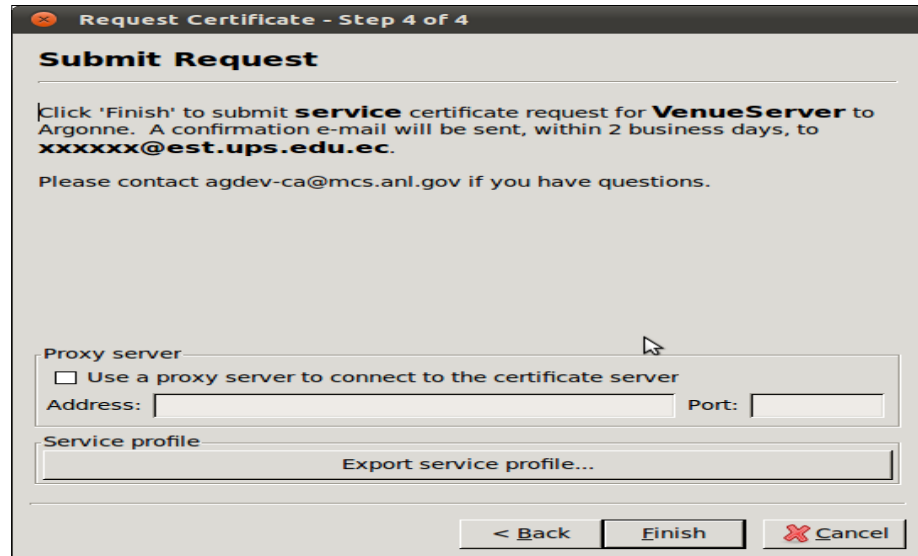 Request Certificate - Step 4 of 4
Submit Request
Click 'Finish' to submit service certificate request for VenueServer to
Argonne. A confirmation e-mail will be sent, within 2 business days, to
xxxxxx@est.ups.edu.ec.
Please contact agdev-ca@mcs.anl.gov if you have questions.
Proxy server
Use a proxy server to connect to the certificate server
Address: Port:
Service profile
Export service profile...
< Back Finish Cancel